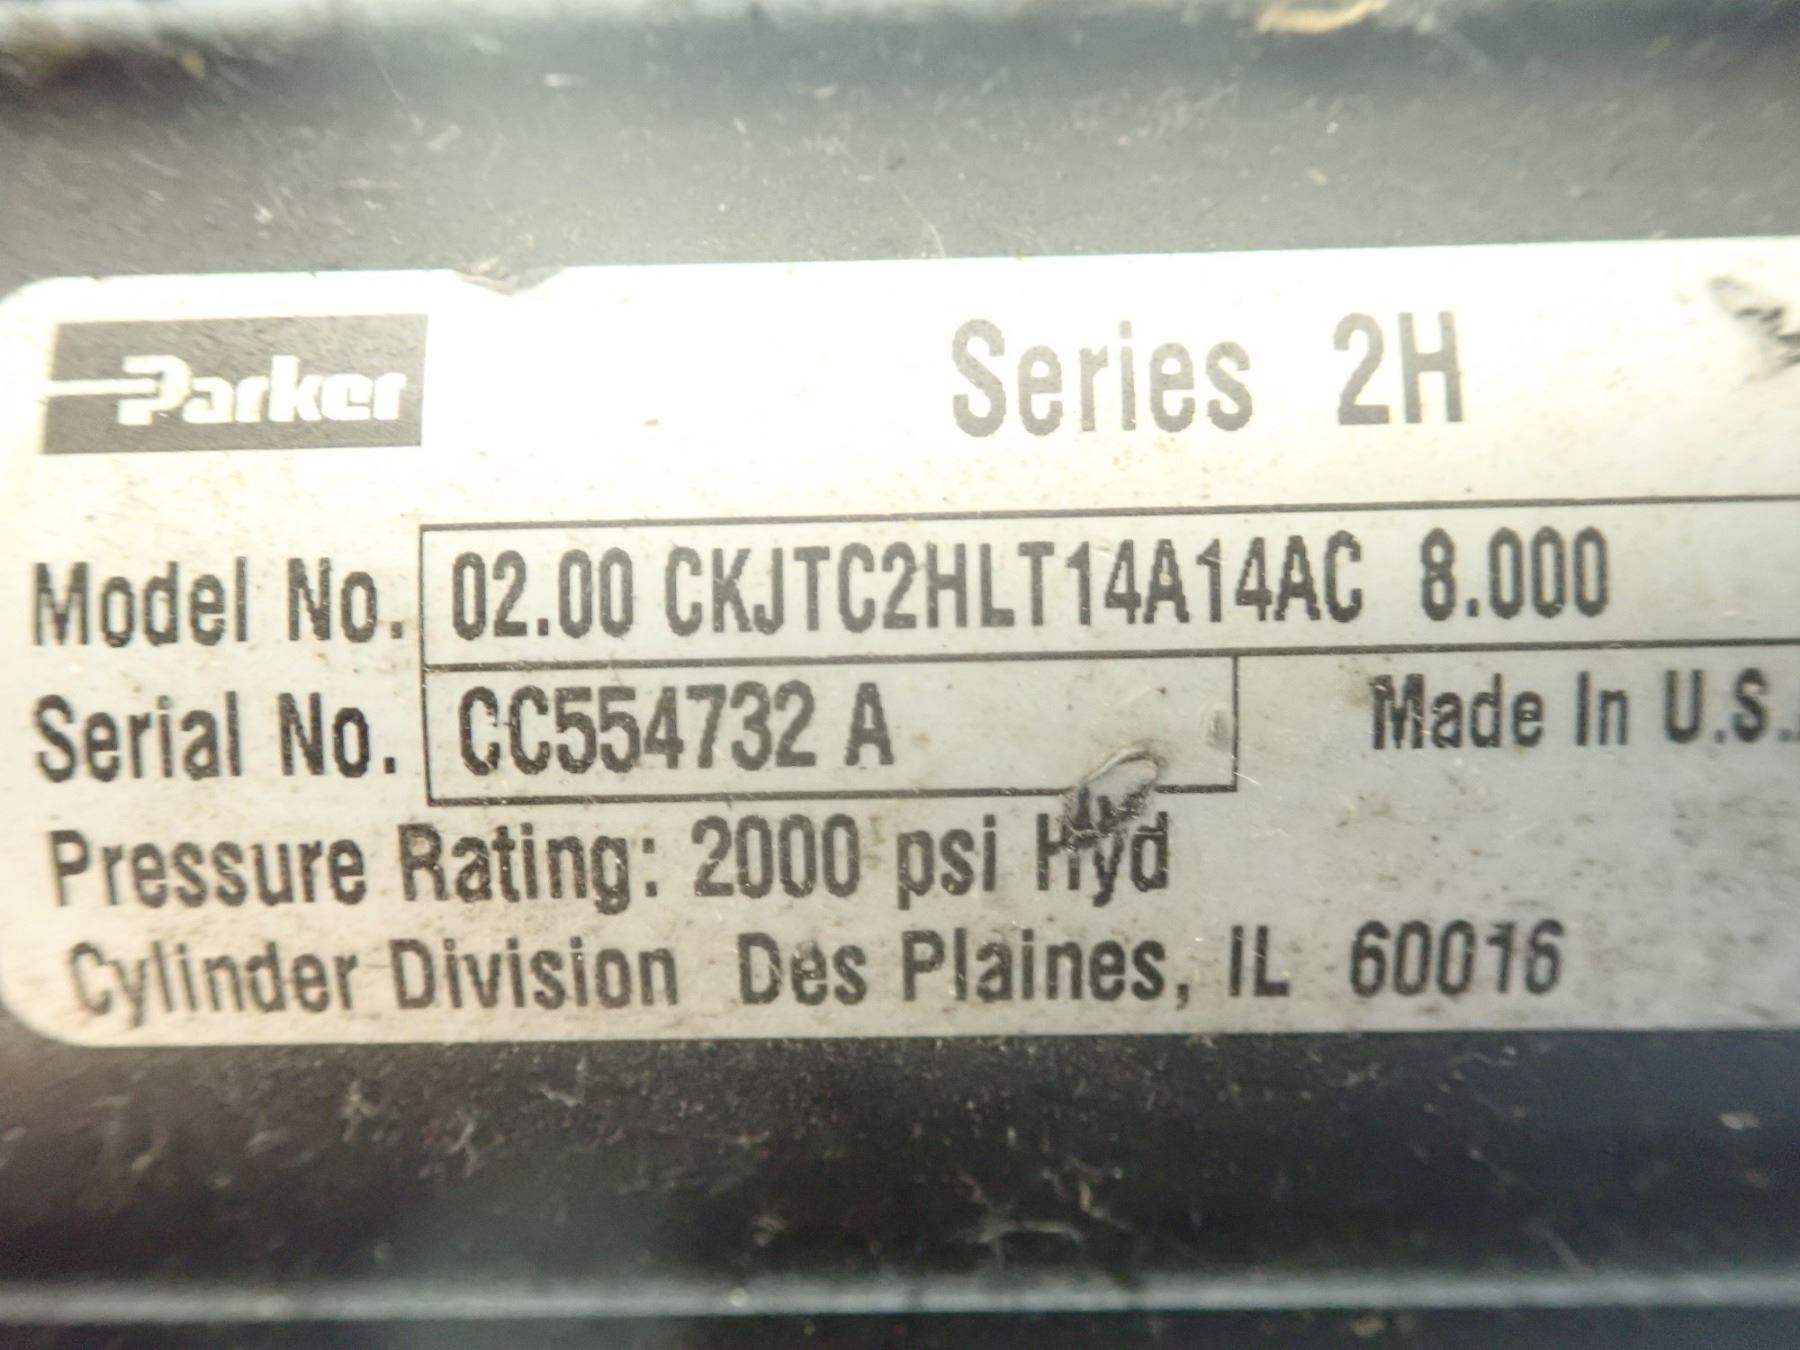 Parker
Series 2H
Model No. 02.00 CKJTC2HLT14A14AC 8.000
Serial No. CC554732 A
Made In U.S.
Pressure Rating: 2000 psi Hyd
Cylinder Division Des Plaines, IL 60016